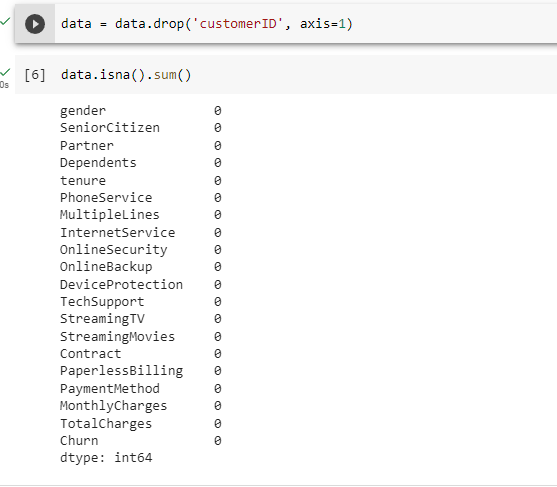 data = data.drop('customerID', axis=1)
[6] data.isna().sum()
0s
gender 0
SeniorCitizen 0
Partner 0
Dependents 0
tenure 0
PhoneService 0
MultipleLines 0
InternetService 0
OnlineSecurity 0
OnlineBackup 0
DeviceProtection 0
TechSupport 0
StreamingTV 0
StreamingMovies 0
Contract 0
PaperlessBilling 0
PaymentMethod 0
MonthlyCharges 0
TotalCharges 0
Churn 0
dtype: int64